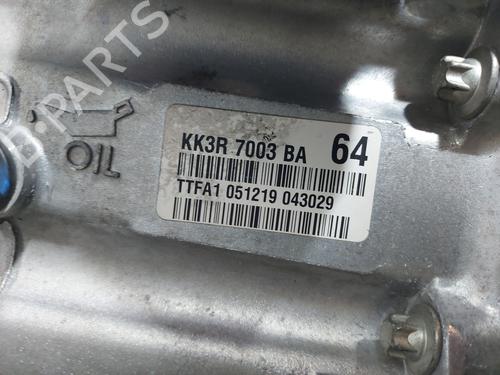 B-PARTS
OIL
KK3R 7003 BA 64
TTFA1 051219 043029